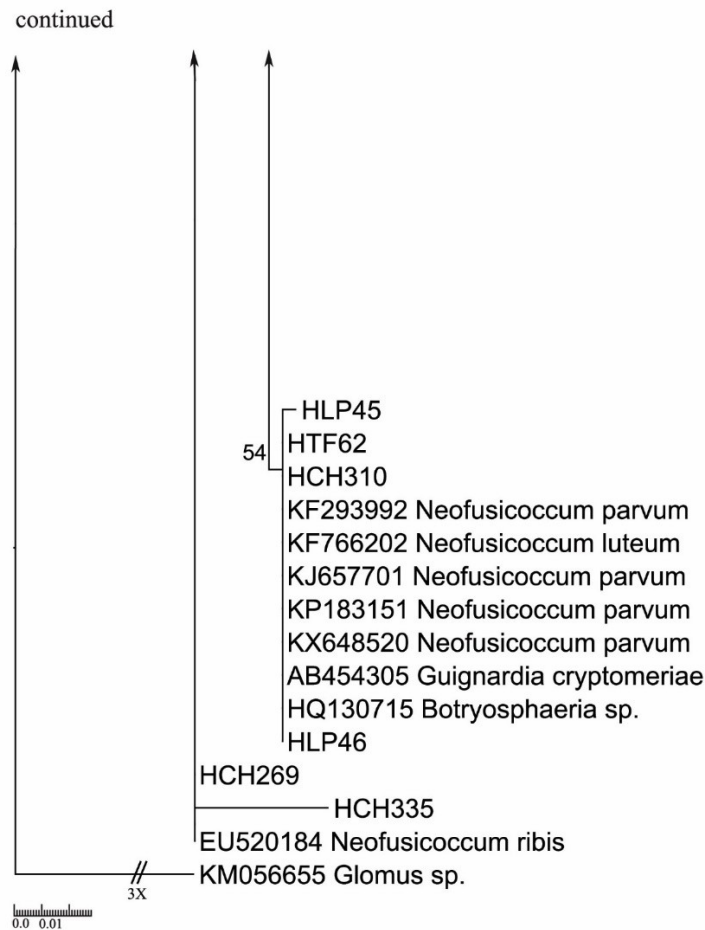 continued
HLP45
54
HTF62
HCH310
KF293992 Neofusicoccum parvum
KF766202 Neofusicoccum luteum
KJ657701 Neofusicoccum parvum
KP183151 Neofusicoccum parvum
KX648520 Neofusicoccum parvum
AB454305 Guignardia cryptomeriae
HQ130715 Botryosphaeria sp.
HLP46
HCH269
HCH335
EU520184 Neofusicoccum ribis
KM056655 Glomus sp.
3X
0.0 0.01